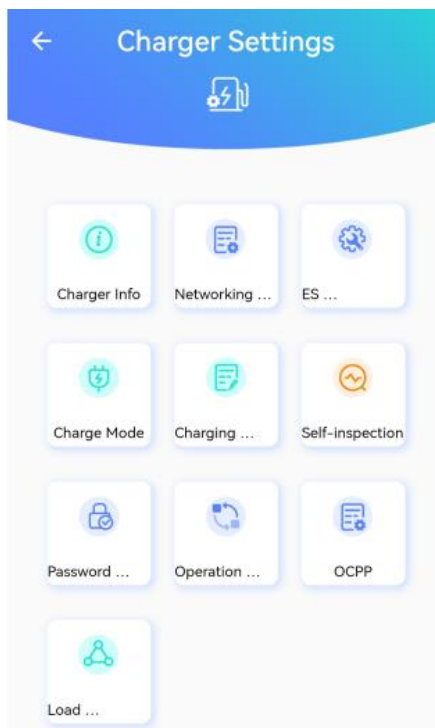 Charger Settings
Charger Info
Networking ...
ES ...
Charge Mode
Charging ...
Self-inspection
Password ...
Operation ...
OCPP
Load ...